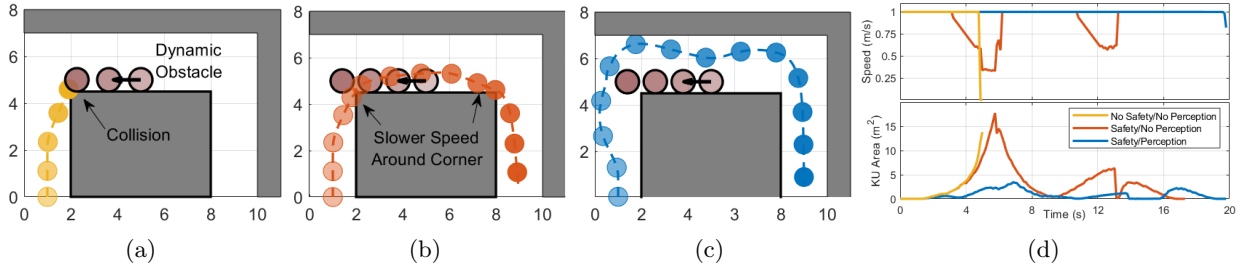 8
6
4
2
0
0 2 4 6 8 10
Dynamic
Obstacle
Collision
(a)
8
6
4
2
0
0 2 4 6 8 10
Slower Speed
Around Corner
(b)
8
6
4
2
0
0 2 4 3 8 10
(c)
Speed (m/s)
1
0.75
0.5
0.25
KU Area (m²)
15
10
5
0
No Safety/No Perception
Safety/No Perception
Safety/Perception
0 4 8 12 16 20
Time (s)
(d)